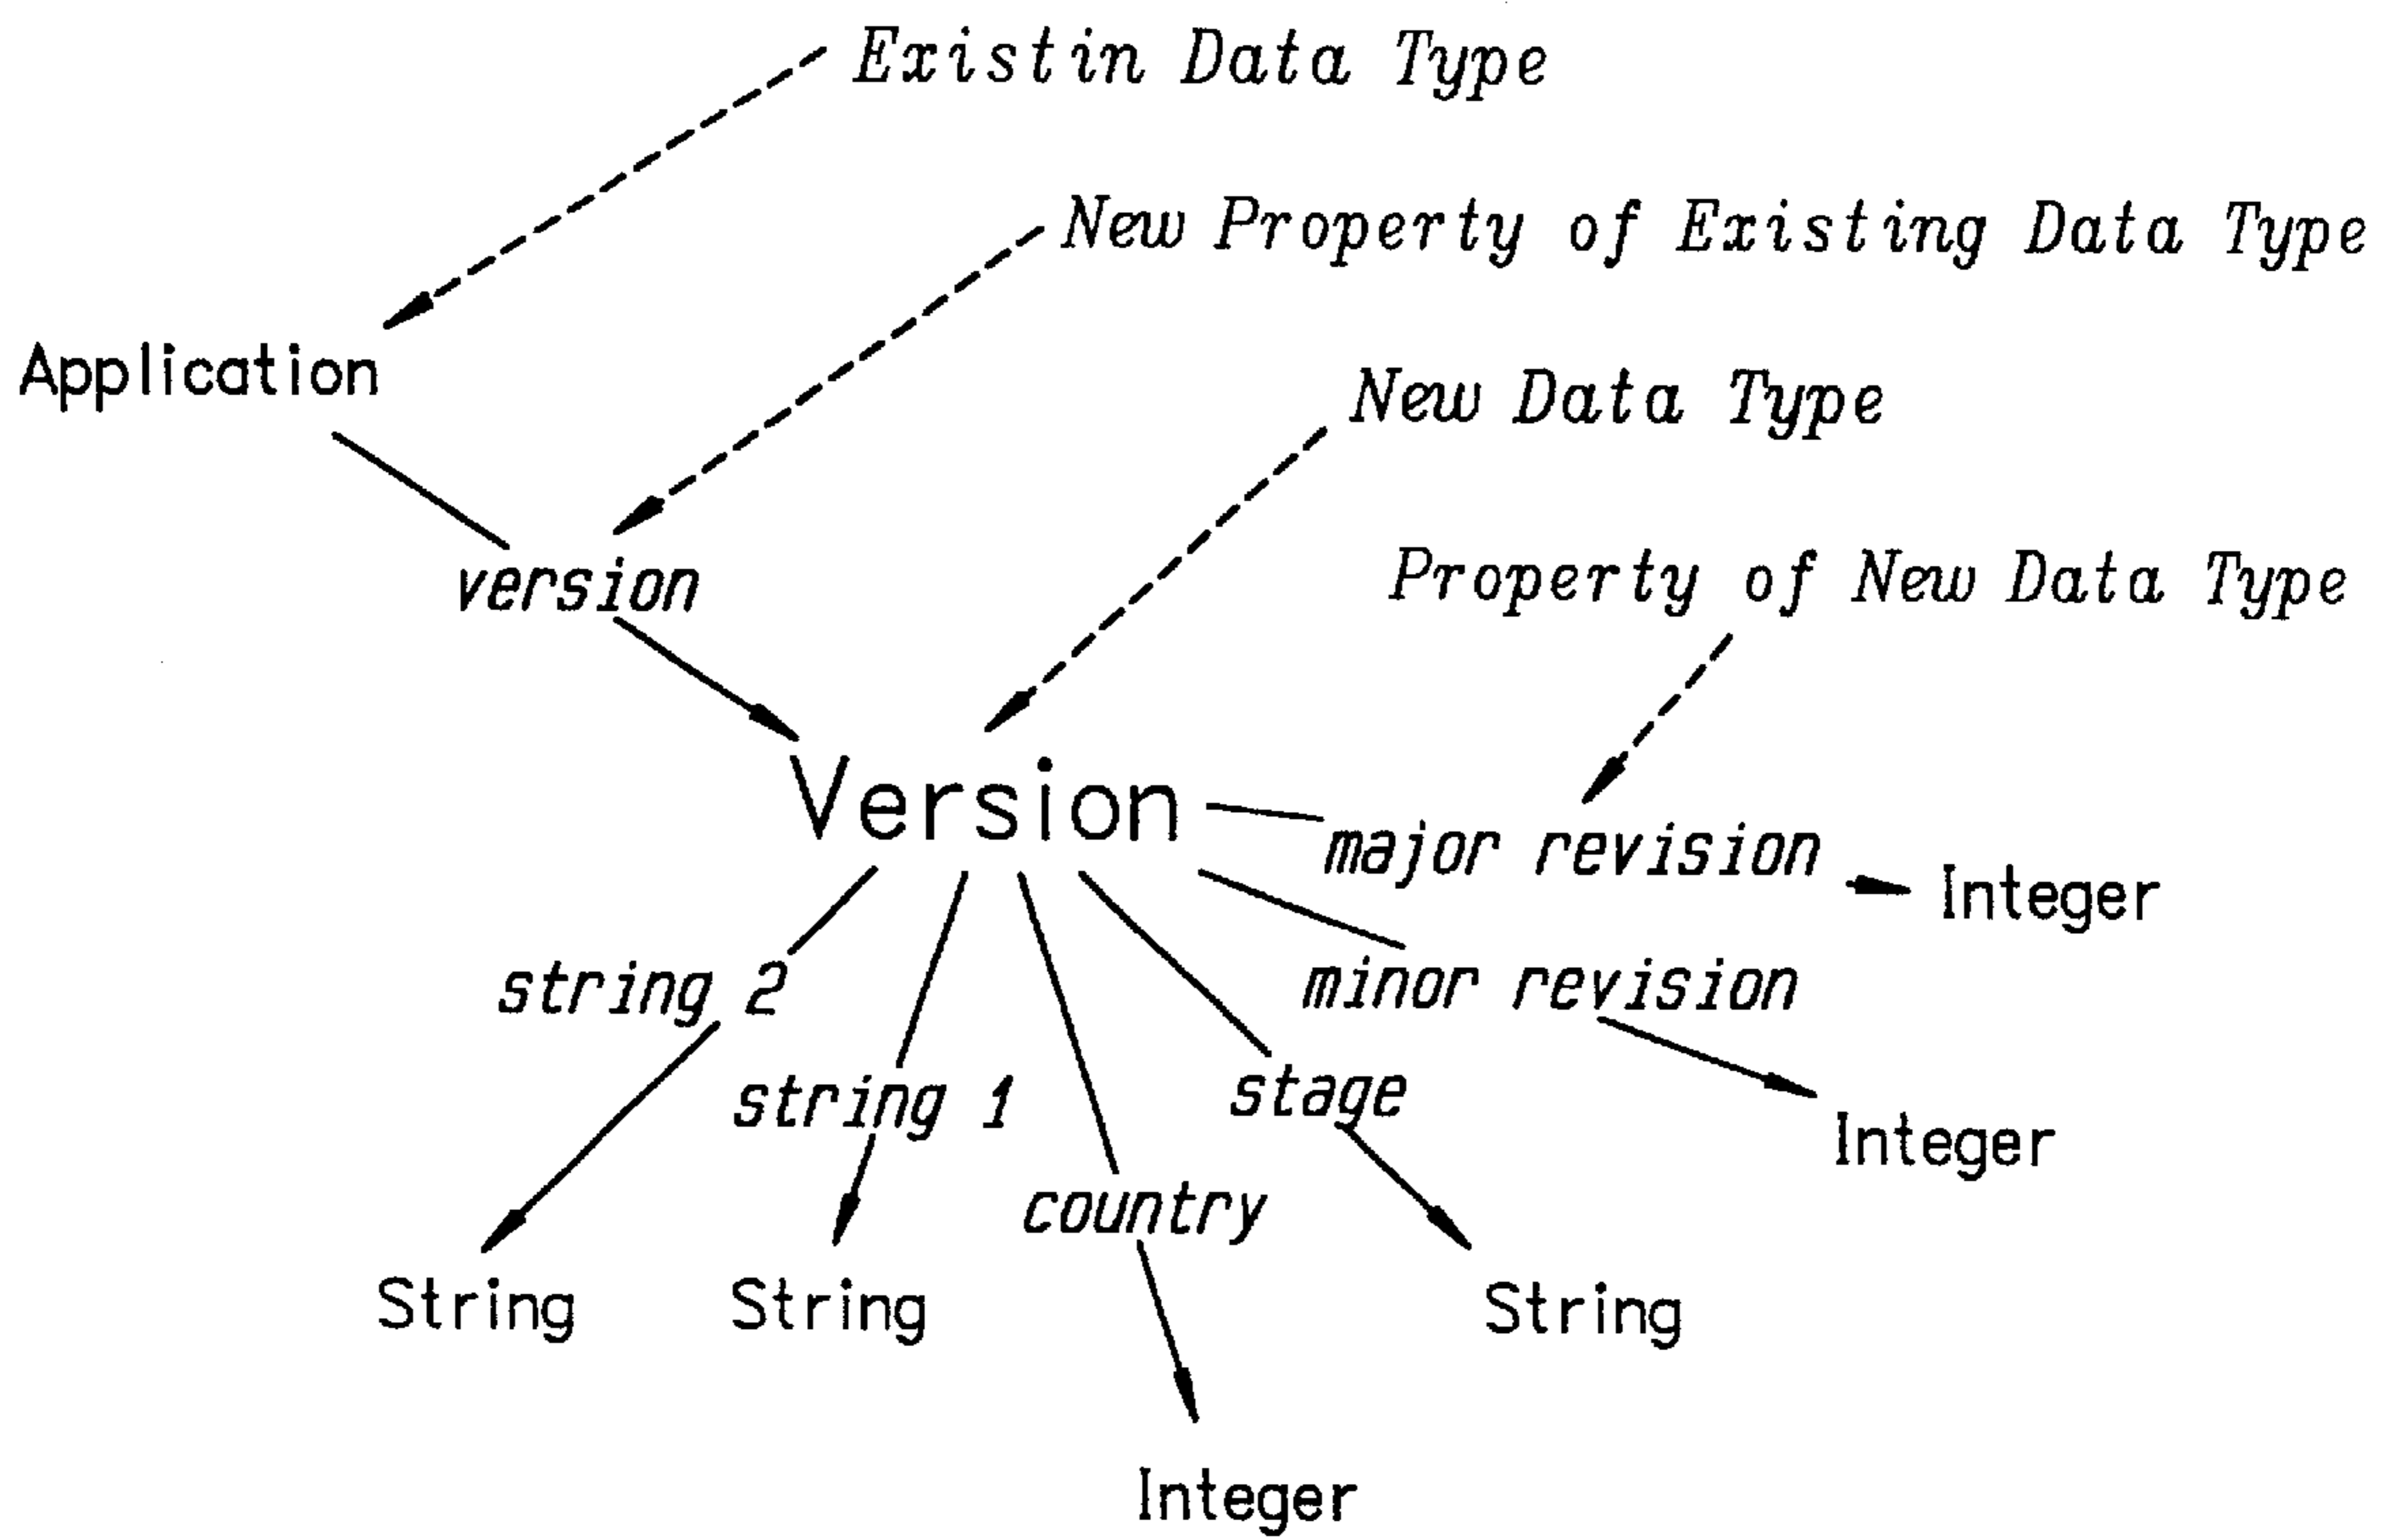 Existin Data Type
New Property of Existing Data Type
Application
New Data Type
version
Property of New Data Type
Version
major revision
Integer
minor revision
string 2
stage
string 1
Integer
country
String
String
String
Integer